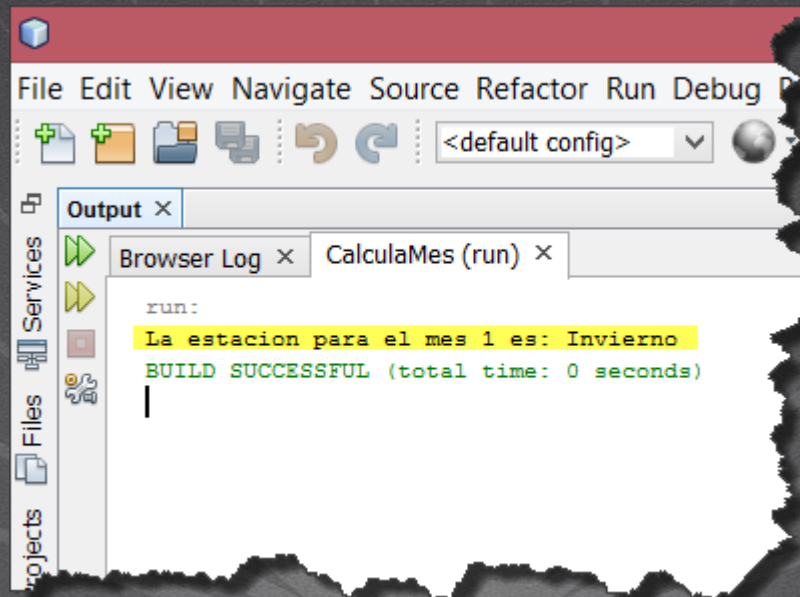 File Edit View Navigate Source Refactor Run Debug
<default config>
Output
Browser Log
CalculaMes (run)
run:
La estacion para el mes 1 es: Invierno
BUILD SUCCESSFUL (total time: 0 seconds)
Services
Files